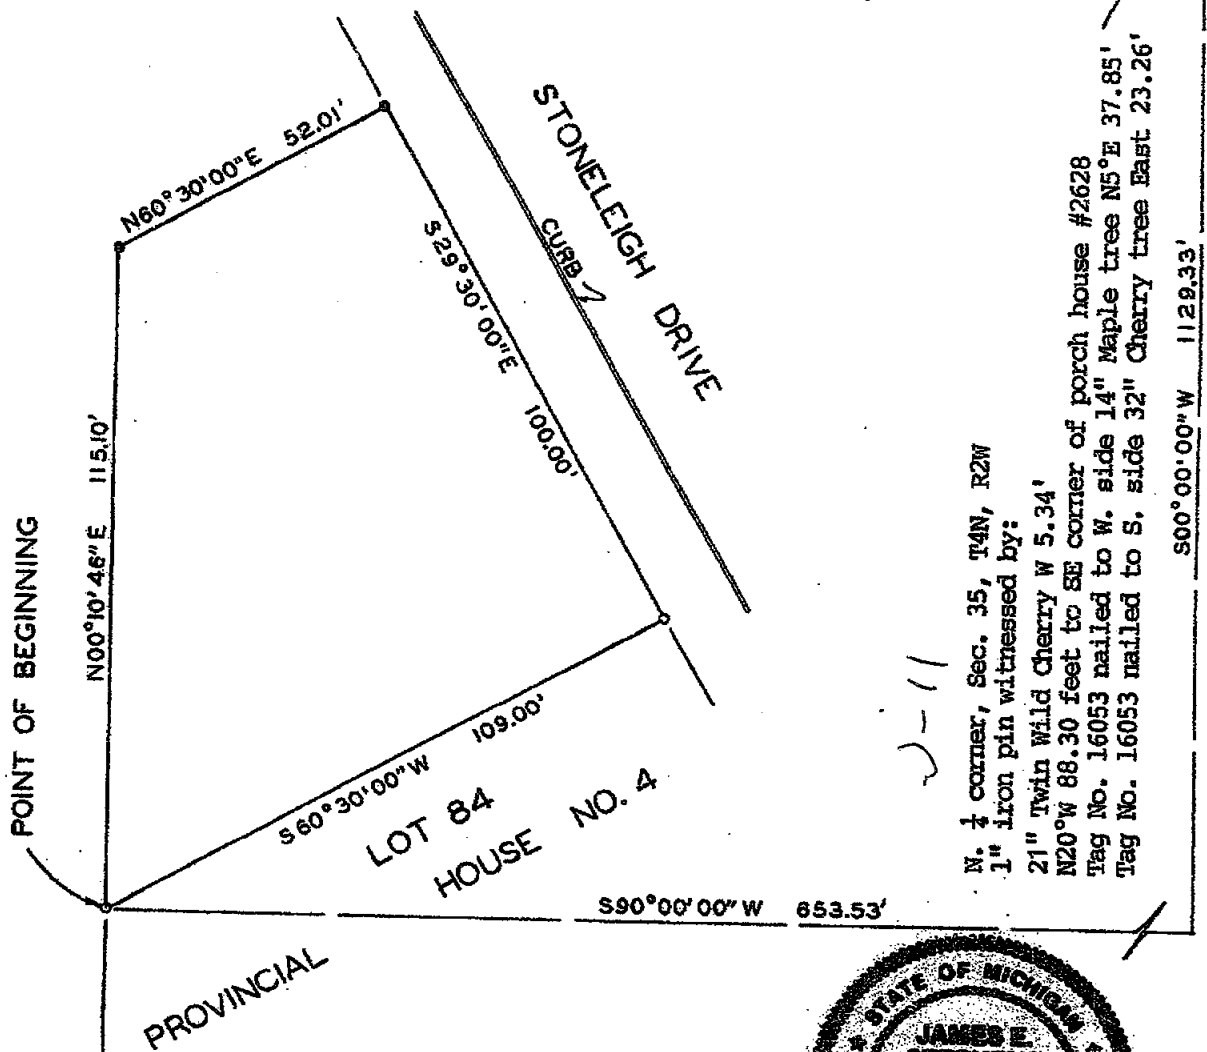 N60°30'00"E 52.01'
STONELEIGH DRIVE
CURB
S29°30'00"E 100.00'
N00°10'46"E 115.10'
POINT OF BEGINNING
S60°30'00"W 109.00'
LOT 84
HOUSE NO. 4
S90°00'00"W 653.53'
PROVINCIAL
N. 1/4 corner, Sec. 35, T4N, R2W
1" iron pin witnessed by:
21" Twin Wild Cherry W 5.34'
N20°W 88.30 feet to SE corner of porch house #2628
Tag No. 16053 nailed to W. side 14" Maple tree N5°E 37.85'
Tag No. 16053 nailed to S. side 32" Cherry tree East 23.26'
S00°00'00"W 1129.33'
STATE OF MICHIGAN
JAMES E.